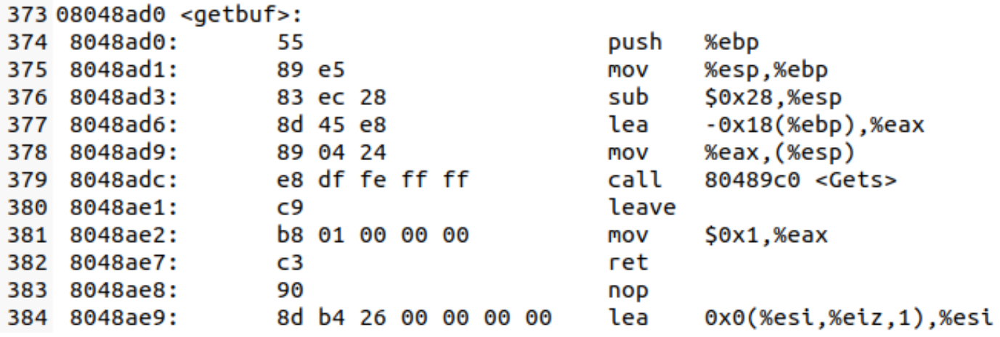 373 08048ad0 <getbuf>:
374 8048ad0: 55 push %ebp
375 8048ad1: 89 e5 mov %esp,%ebp
376 8048ad3: 83 ec 28 sub $0x28,%esp
377 8048ad6: 8d 45 e8 lea -0x18(%ebp),%eax
378 8048ad9: 89 04 24 mov %eax,(%esp)
379 8048adc: e8 df fe ff ff call 80489c0 <Gets>
380 8048ae1: c9 leave
381 8048ae2: b8 01 00 00 00 mov $0x1,%eax
382 8048ae7: c3 ret
383 8048ae8: 90 nop
384 8048ae9: 8d b4 26 00 00 00 00 lea 0x0(%esi,%eiz,1),%esi